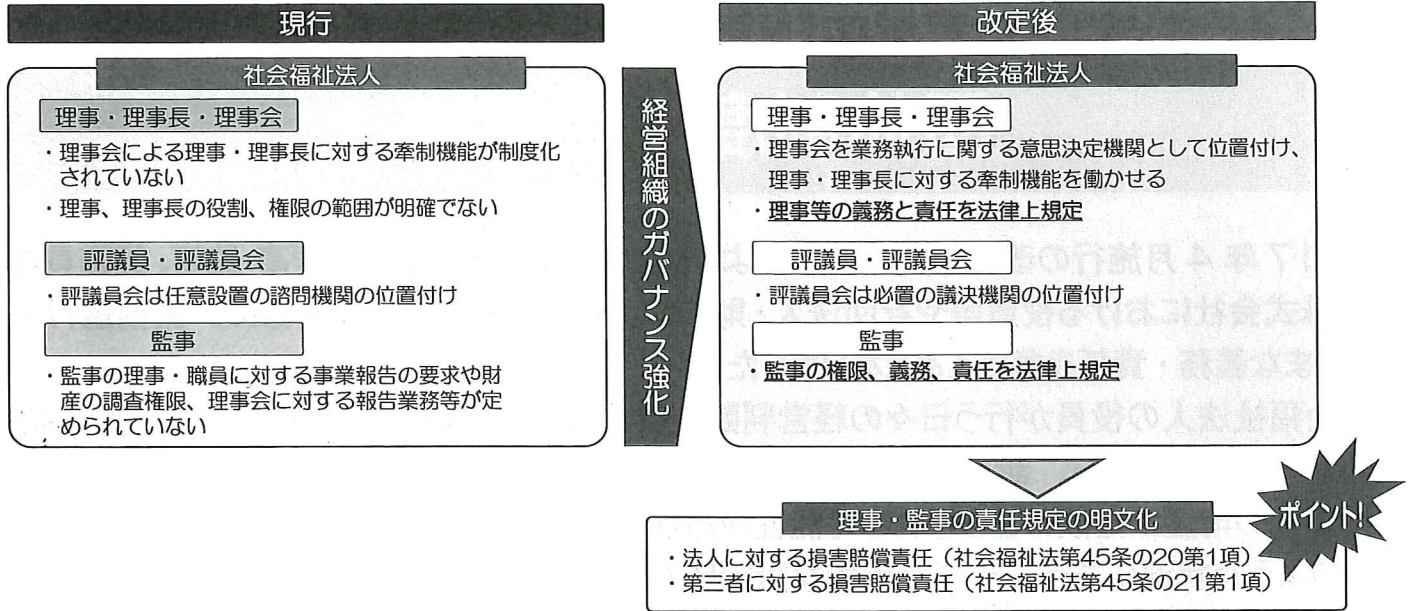 現行
社会福祉法人
理事・理事長・理事会
・理事会による理事・理事長に対する牽制機能が制度化
されていない
・理事、理事長の役割、権限の範囲が明確でない
評議員・評議員会
・評議員会は任意設置の諮問機関の位置付け
監事
・監事の理事・職員に対する事業報告の要求や財
産の調査権限、理事会に対する報告業務等が定
められていない
経営組織のガバナンス強化
改定後
社会福祉法人
理事・理事長・理事会
・理事会を業務執行に関する意思決定機関として位置付け、
理事・理事長に対する牽制機能を働かせる
・理事等の義務と責任を法律上規定
評議員・評議員会
・評議員会は必置の議決機関の位置付け
監事
・監事の権限、義務、責任を法律上規定
理事・監事の責任規定の明文化
ポイント!
・法人に対する損害賠償責任（社会福祉法第45条の20第1項）
・第三者に対する損害賠償責任（社会福祉法第45条の21第1項）